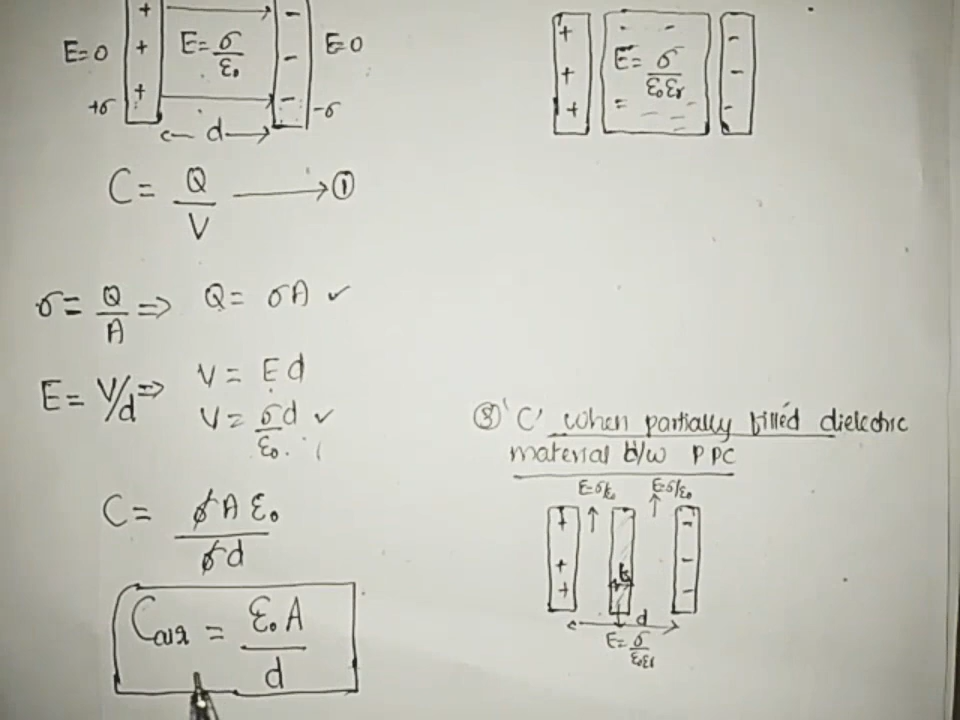 + −
E=0 + E= σ/ε₀ − E=0
+σ + − −σ
d
C= Q/V ①
σ= Q/A ⇒ Q= σA ✓
E= V/d ⇒ V= Ed
V= σd/ε₀ ✓
C= σAε₀/σd
Cair = ε₀A/d
+ − − −
+ E= σ/ε₀εr −
+ = −
③ 'C' when partially filled dielectric
material b/w PPC
E=σ/ε₀ E=σ/ε₀
+ −
+ t −
+ −
d
E= σ/ε₀εr